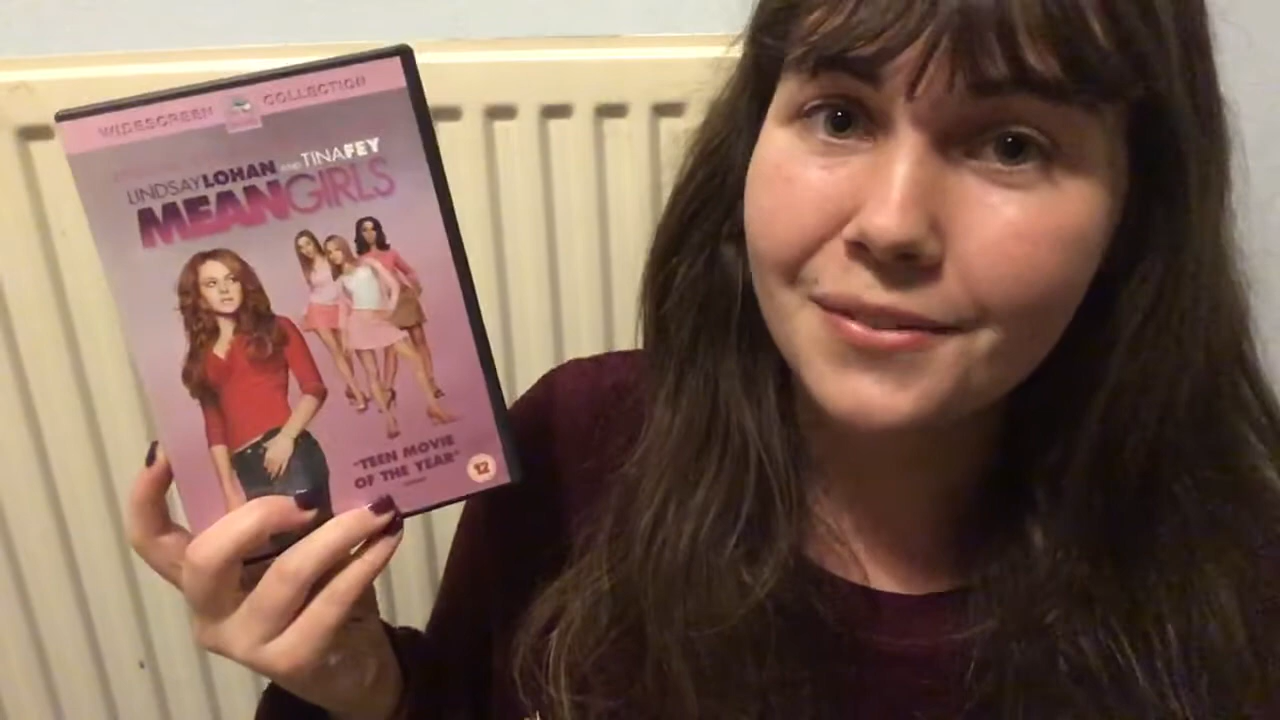 WIDESCREEN COLLECTION
LINDSAY LOHAN AND TINA FEY
MEAN GIRLS
"TEEN MOVIE
OF THE YEAR"
12